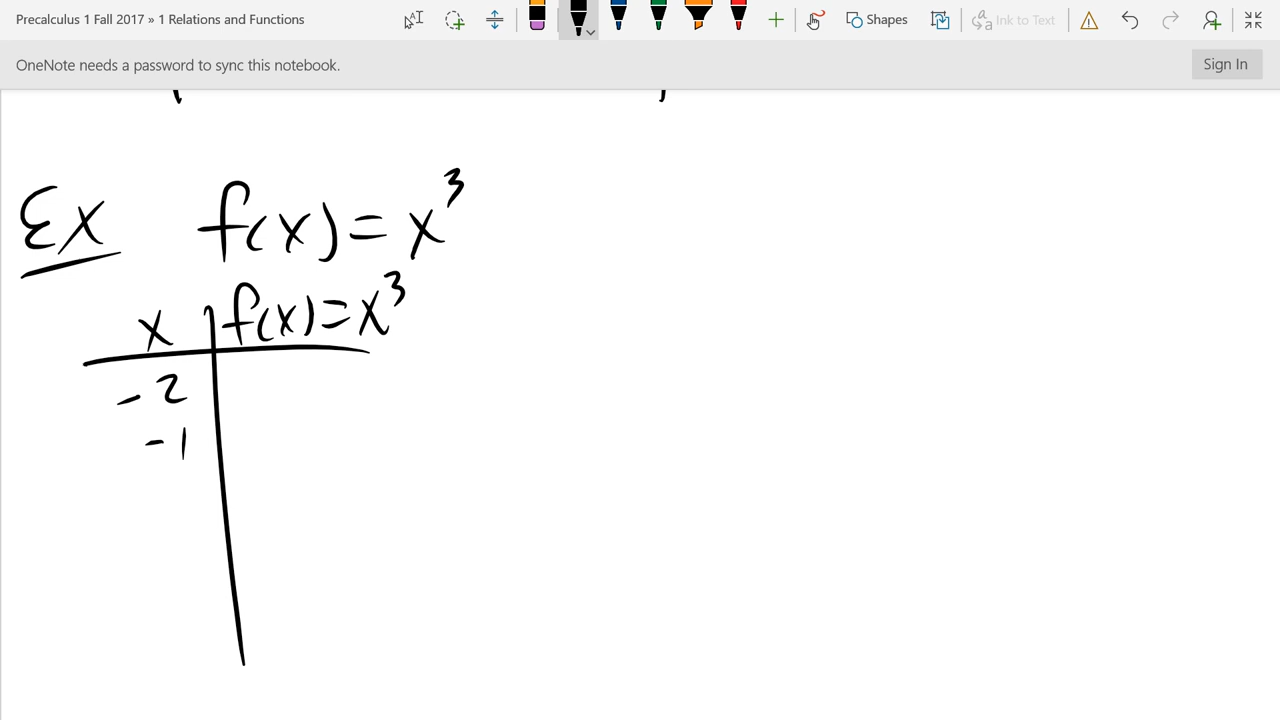 Precalculus 1 Fall 2017 » 1 Relations and Functions
Shapes
Ink to Text
OneNote needs a password to sync this notebook.
Sign In
Ex f(x)=x³
x f(x)=x³
-2
-1